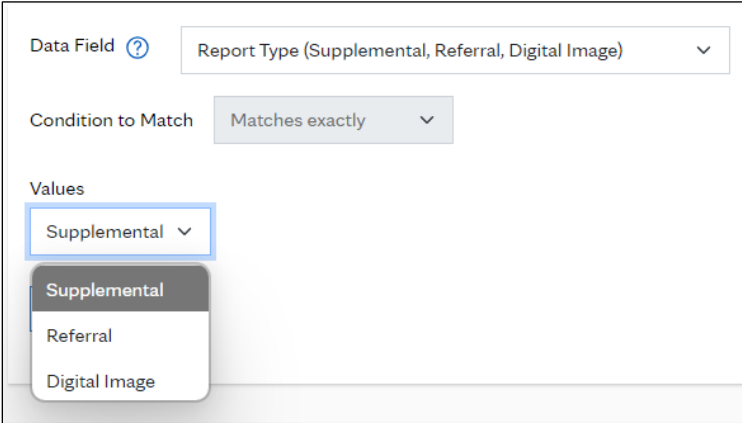 Data Field ? Report Type (Supplemental, Referral, Digital Image)
Condition to Match Matches exactly
Values
Supplemental
Supplemental
Referral
Digital Image